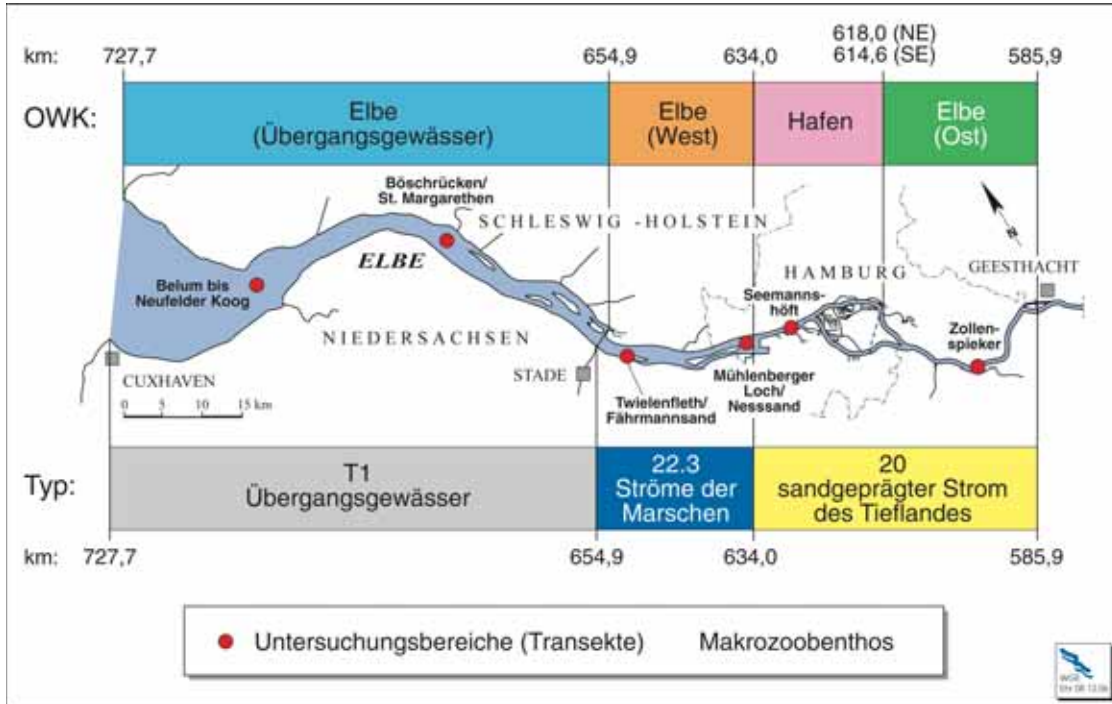 618,0 (NE)
km: 727,7 654,9 634,0 614,6 (SE) 585,9
OWK:
Elbe
(Übergangsgewässer)
Elbe
(West)
Hafen
Elbe
(Ost)
Böschrücken/
St. Margarethen
SCHLESWIG -HOLSTEIN
N
ELBE
HAMBURG
GEESTHACHT
Belum bis
Neufelder Koog
Seemanns-
höft
Zollen-
spieker
NIEDERSACHSEN
CUXHAVEN
STADE
Mühlenberger
Loch/
Nesssand
0 5 10 15 km
Twielenfleth/
Fährmannsand
Typ:
T1
Übergangsgewässer
22.3
Ströme der
Marschen
20
sandgeprägter Strom
des Tieflandes
km: 727,7 654,9 634,0 585,9
Untersuchungsbereiche (Transekte) Makrozoobenthos